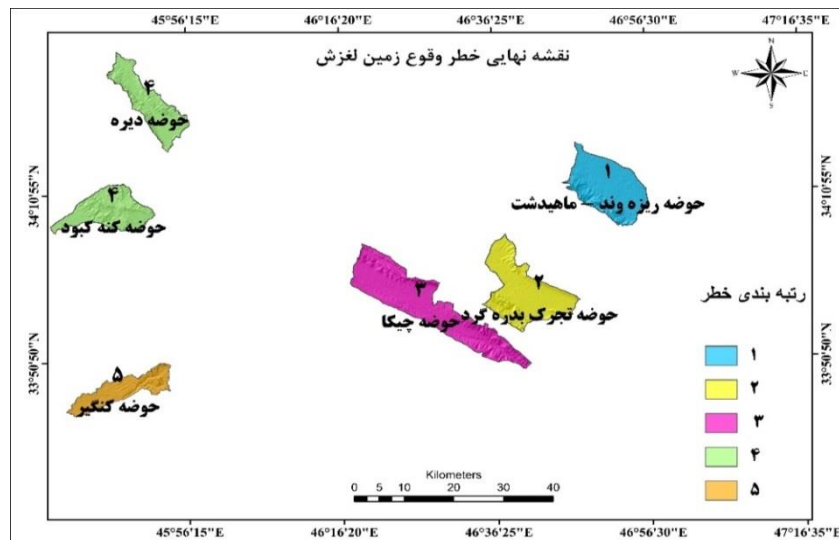 45°56'15"E 46°16'20"E 46°36'25"E 46°56'30"E 47°16'35"E
نقشه نهایی خطر وقوع زمین لغزش
N
W E
S
۴
حوضه دیره
34°10'55"N
34°10'55"N
۱
حوضه ریزه وند – ماهیدشت
۴
حوضه کنه کبود
۲
حوضه تجرک بدره گرد
۳
حوضه چیکا
رتبه بندی خطر
۱
۲
۳
۴
۵
33°50'50"N
33°50'50"N
۵
حوضه کنگیر
Kilometers
0 5 10 20 30 40
45°56'15"E 46°16'20"E 46°36'25"E 46°56'30"E 47°16'35"E